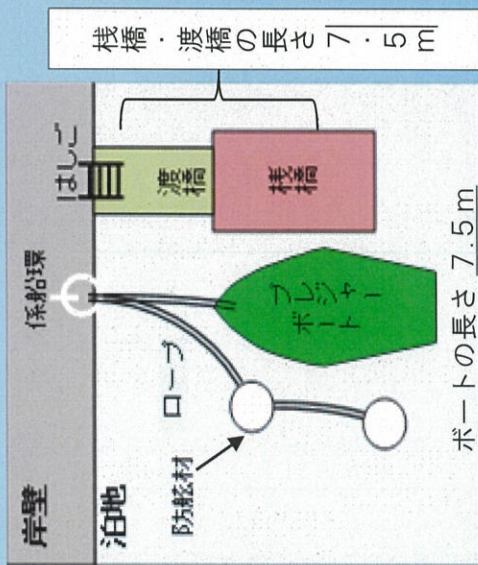 桟橋・渡橋の長さ 7.5m
岸壁
係船環
はしご
泊地
渡橋
桟橋
ロープ
プレジャー
ボート
防舷材
ボートの長さ 7.5m